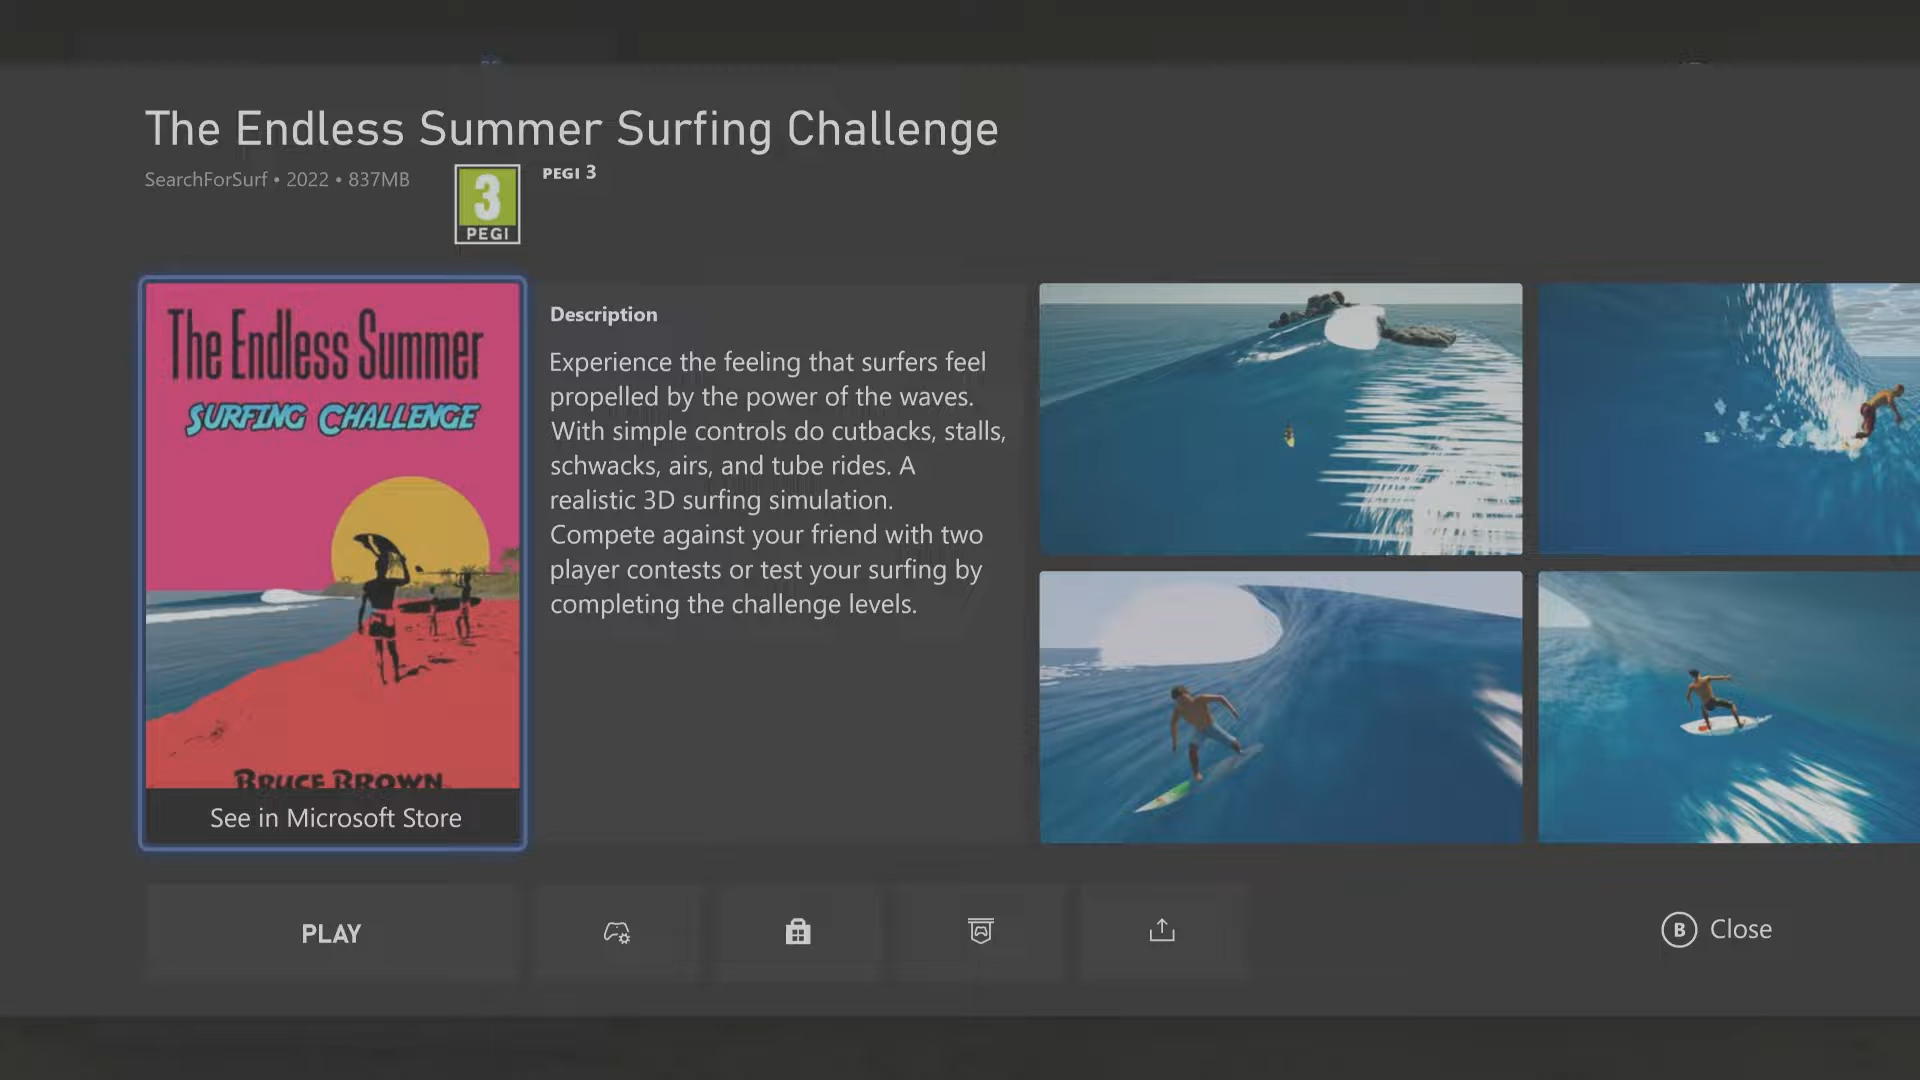 The Endless Summer Surfing Challenge
SearchForSurf • 2022 • 837MB
3
PEGI
PEGI 3
The Endless Summer
SURFING CHALLENGE
BRUCE BROWN
See in Microsoft Store
Description
Experience the feeling that surfers feel
propelled by the power of the waves.
With simple controls do cutbacks, stalls,
schwacks, airs, and tube rides. A
realistic 3D surfing simulation.
Compete against your friend with two
player contests or test your surfing by
completing the challenge levels.
PLAY
B Close